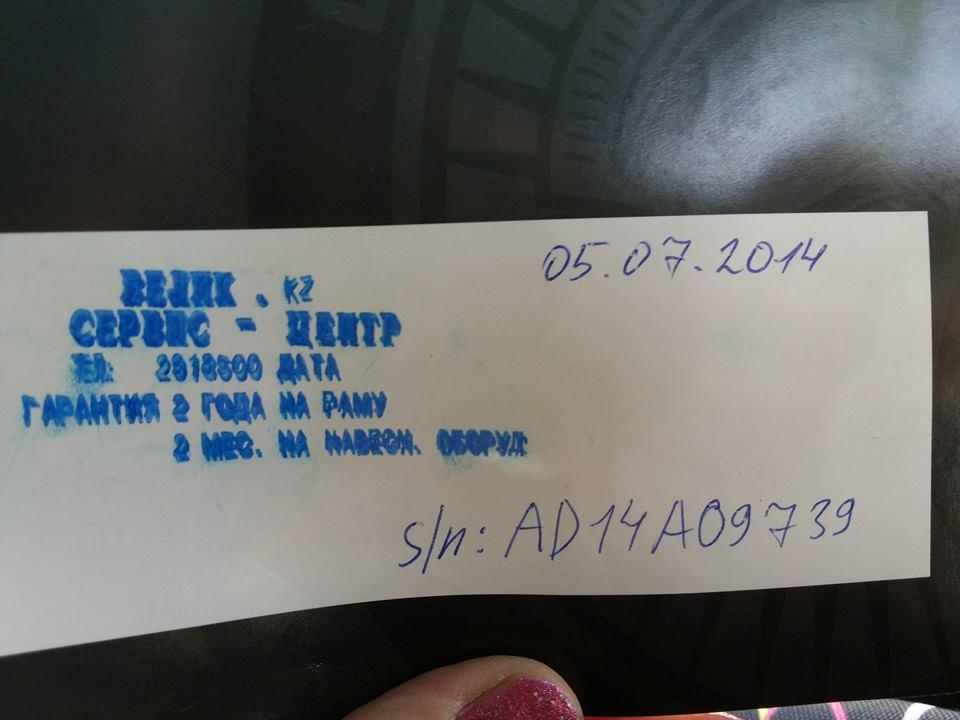 05.07.2014
ВЕЛИК.KZ
СЕРВИС - ЦЕНТР
ТЕЛ: 2918600 ДАТА
ГАРАНТИЯ 2 ГОДА НА РАМУ
2 МЕС. НА НАВЕСН. ОБОРУД.
s/n: AD14A09739